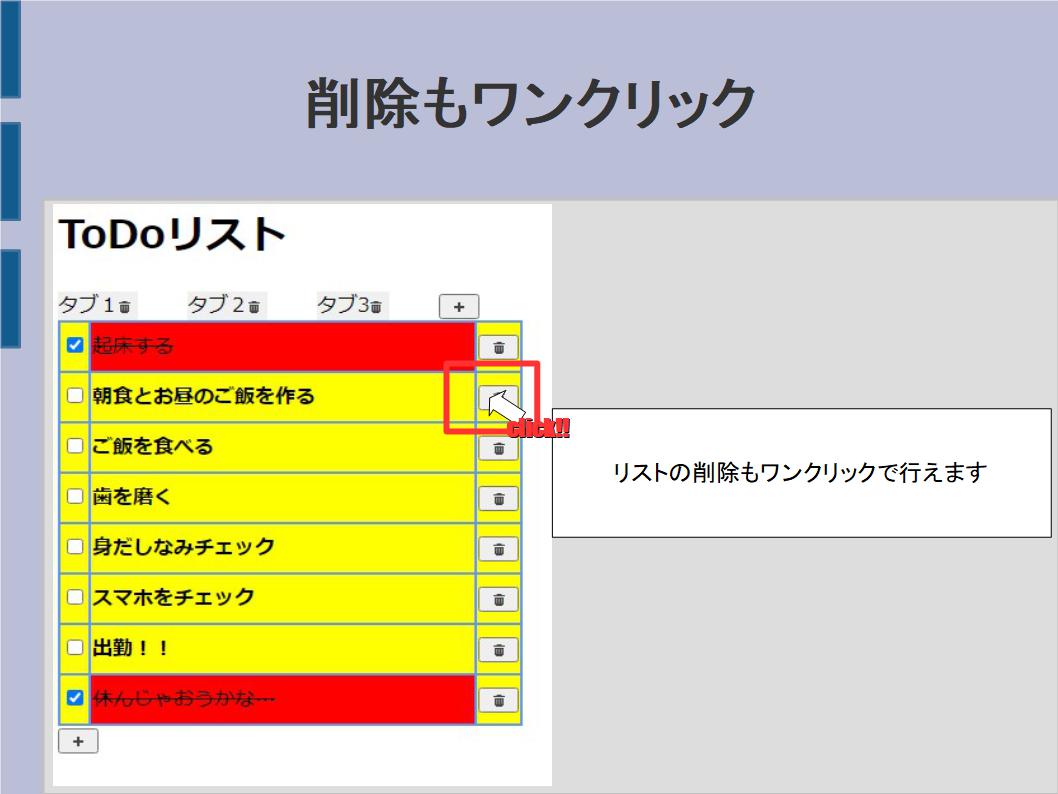 削除もワンクリック
ToDoリスト
タブ1 タブ2 タブ3 +
起床する
朝食とお昼のご飯を作る
click!!
ご飯を食べる
リストの削除もワンクリックで行えます
歯を磨く
身だしなみチェック
スマホをチェック
出勤!!
休んじゃおうかな…
+